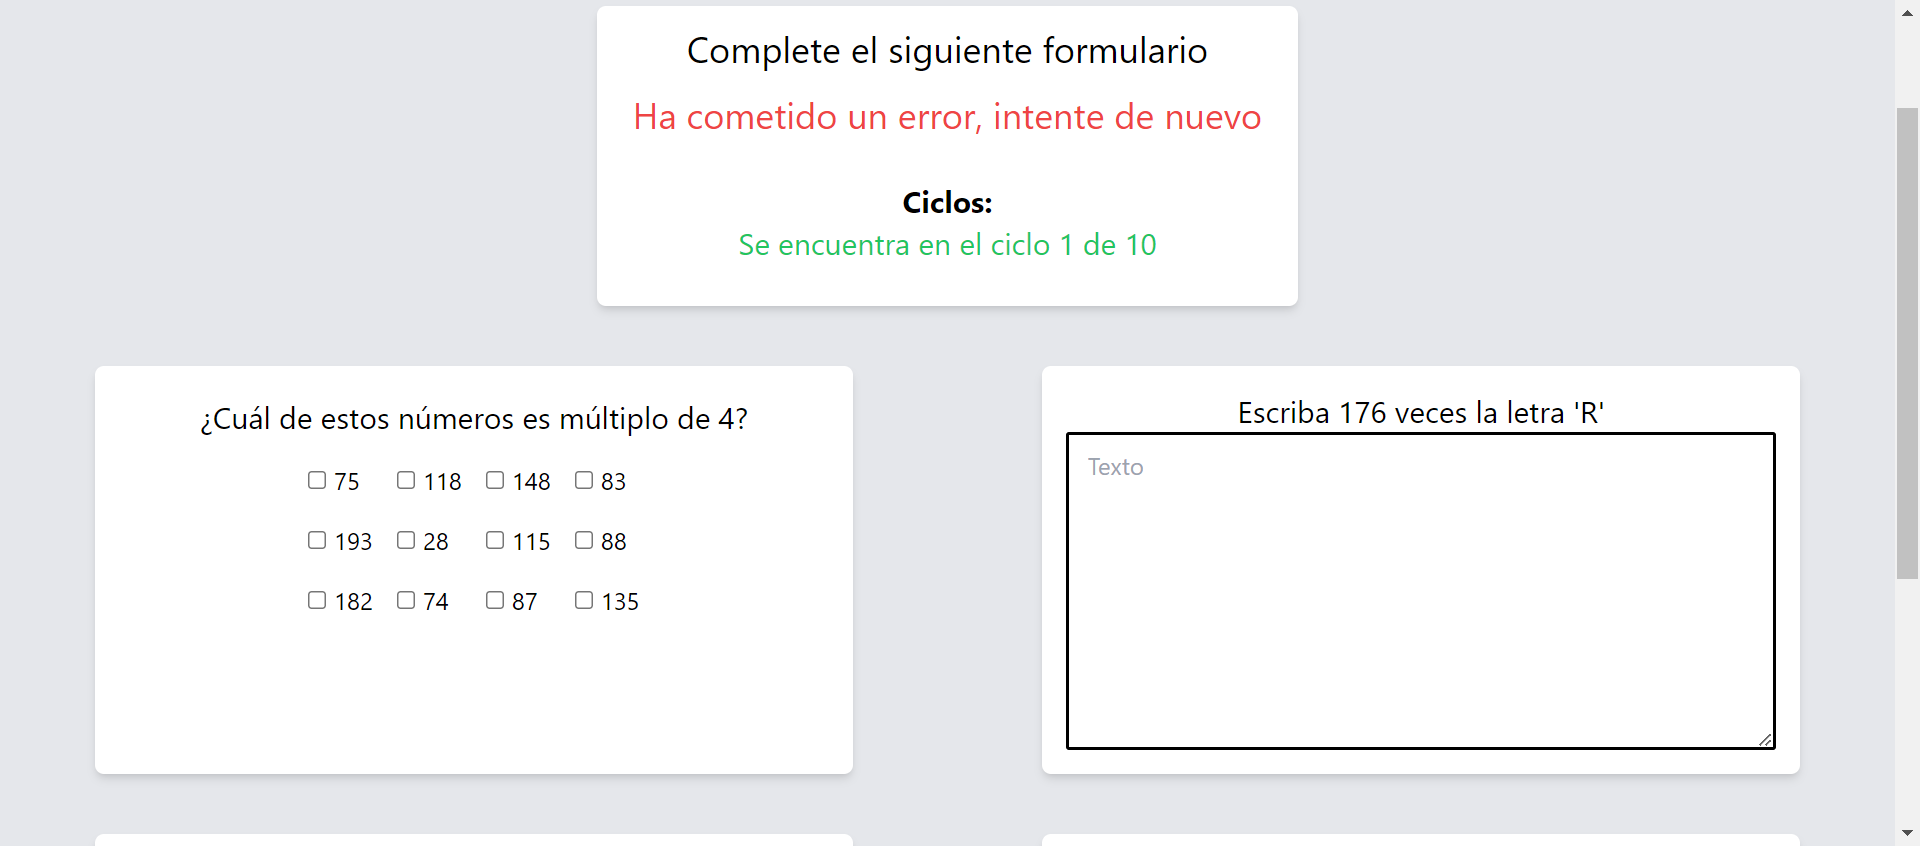 Complete el siguiente formulario
Ha cometido un error, intente de nuevo
Ciclos:
Se encuentra en el ciclo 1 de 10
¿Cuál de estos números es múltiplo de 4?
75 118 148 83
193 28 115 88
182 74 87 135
Escriba 176 veces la letra 'R'
Texto